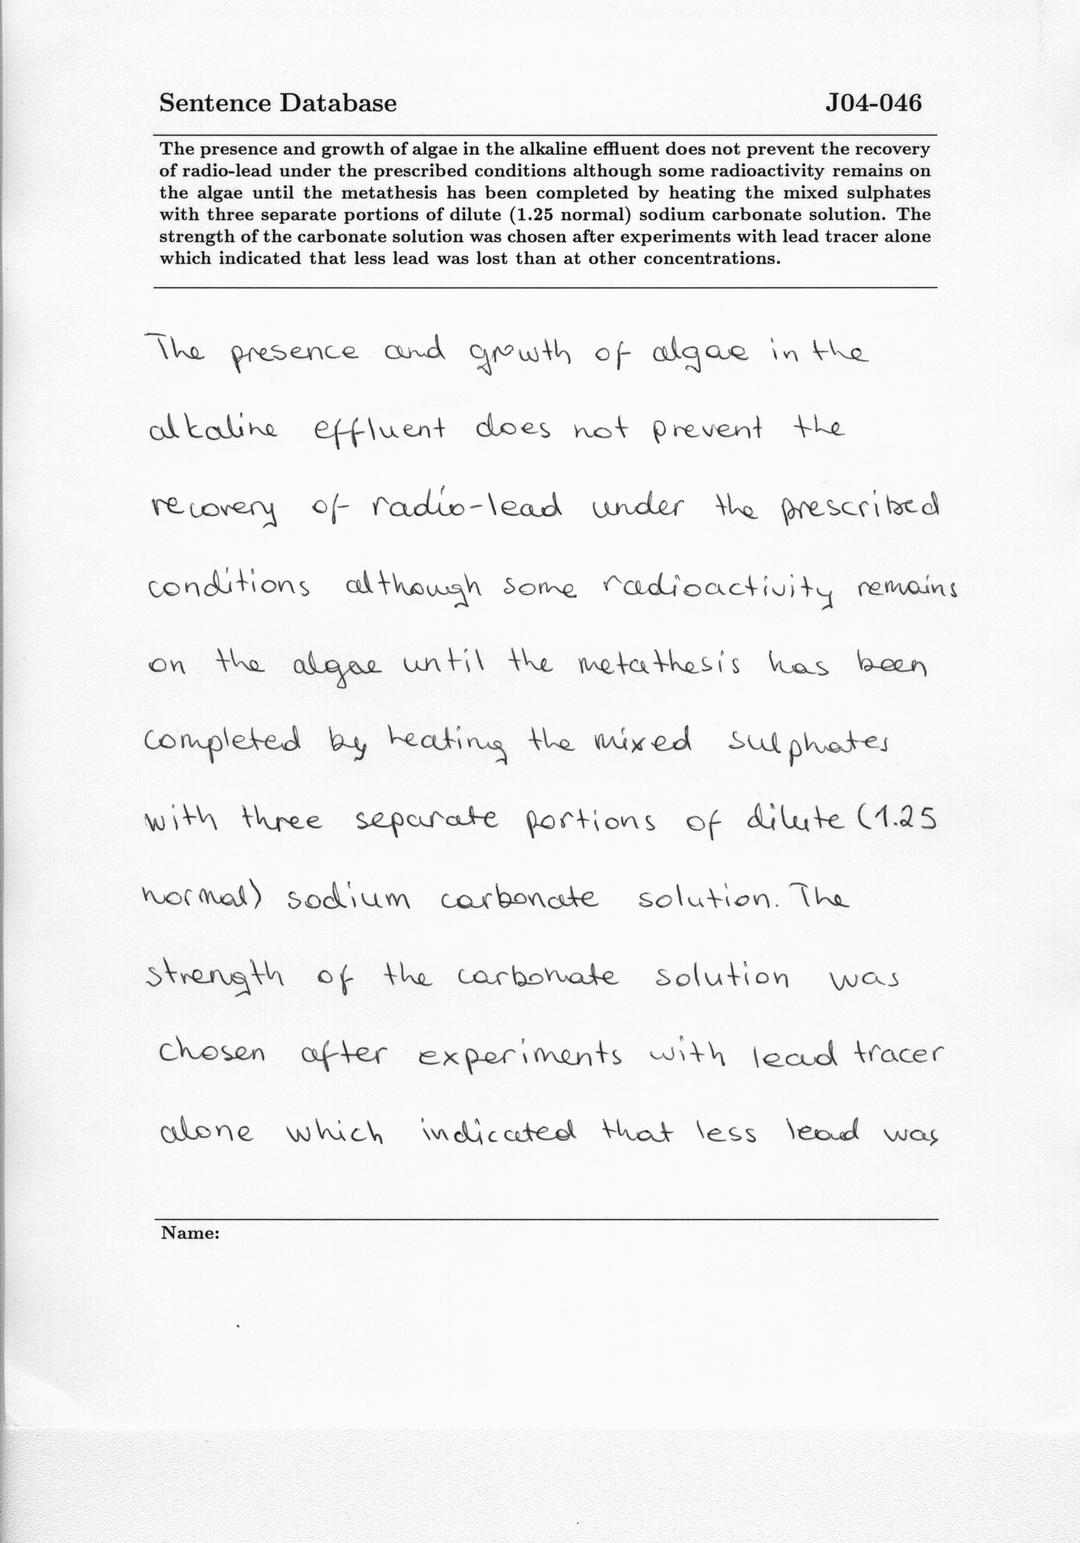 Sentence Database J04-046
The presence and growth of algae in the alkaline effluent does not prevent the recovery
of radio-lead under the prescribed conditions although some radioactivity remains on
the algae until the metathesis has been completed by heating the mixed sulphates
with three separate portions of dilute (1.25 normal) sodium carbonate solution. The
strength of the carbonate solution was chosen after experiments with lead tracer alone
which indicated that less lead was lost than at other concentrations.
The presence and growth of algae in the
alkaline effluent does not prevent the
recovery of radio-lead under the prescribed
conditions although some radioactivity remains
on the algae until the metathesis has been
completed by heating the mixed sulphates
with three separate portions of dilute (1.25
normal) sodium carbonate solution. The
strength of the carbonate solution was
chosen after experiments with lead tracer
alone which indicated that less lead was
Name: